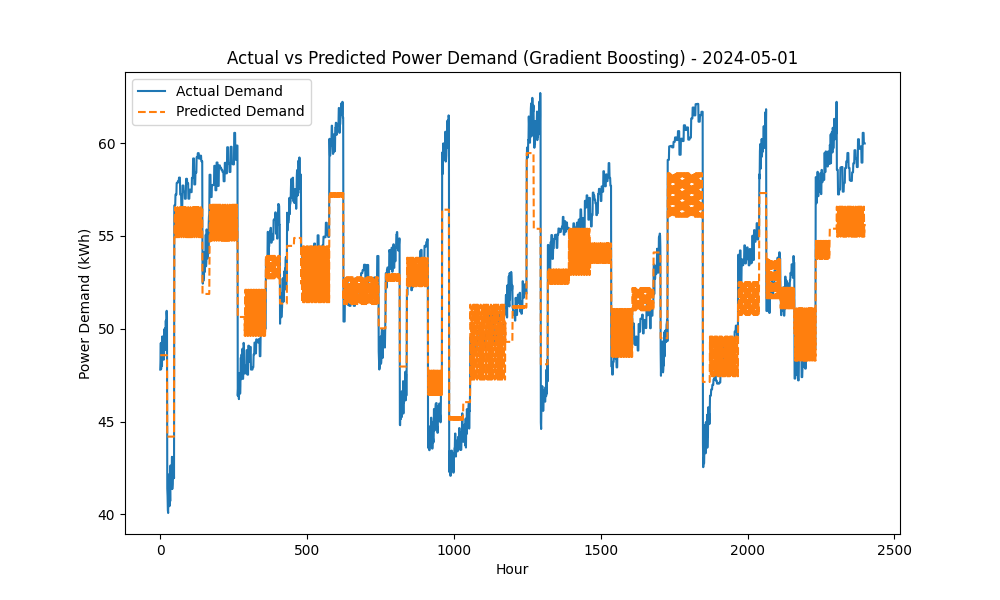 Actual vs Predicted Power Demand (Gradient Boosting) - 2024-05-01
Actual Demand
Predicted Demand
Power Demand (kWh)
60
55
50
45
40
0 500 1000 1500 2000 2500
Hour